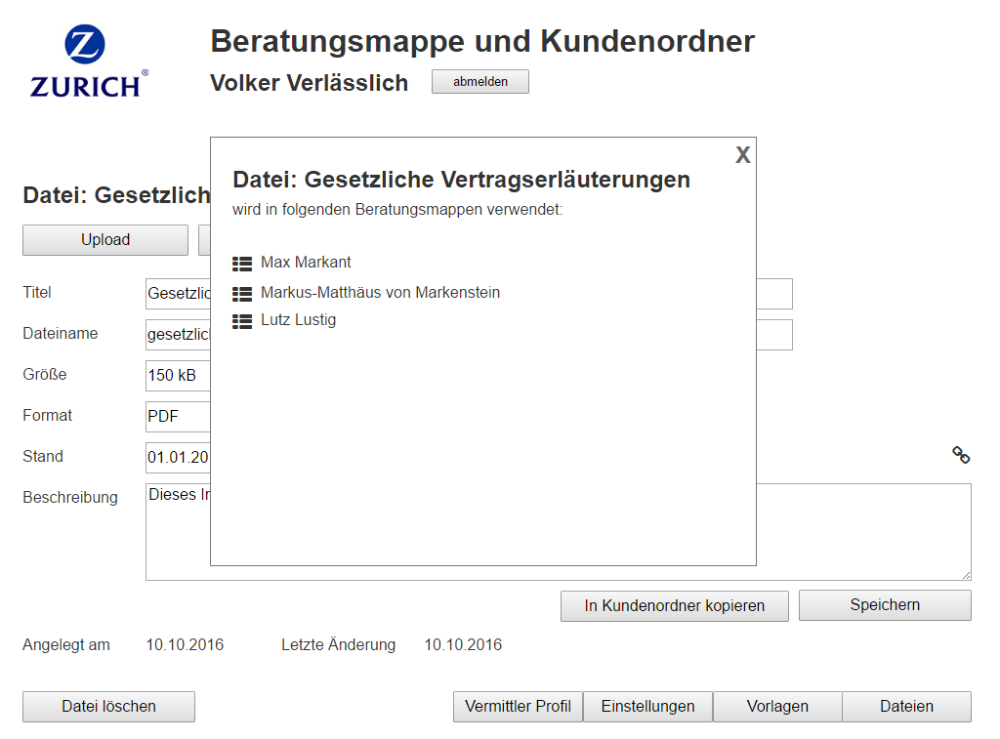 Z
ZURICH®
Beratungsmappe und Kundenordner
Volker Verlässlich
abmelden
X
Datei: Gesetzliche Vertragserläuterungen
wird in folgenden Beratungsmappen verwendet:
Max Markant
Markus-Matthäus von Markenstein
Lutz Lustig
Datei: Gesetzlich
Upload
Titel
Gesetzlic
Dateiname
gesetzlic
Größe
150 kB
Format
PDF
Stand
01.01.20
Beschreibung
Dieses
In Kundenordner kopieren
Speichern
Angelegt am 10.10.2016 Letzte Änderung 10.10.2016
Datei löschen
Vermittler Profil
Einstellungen
Vorlagen
Dateien